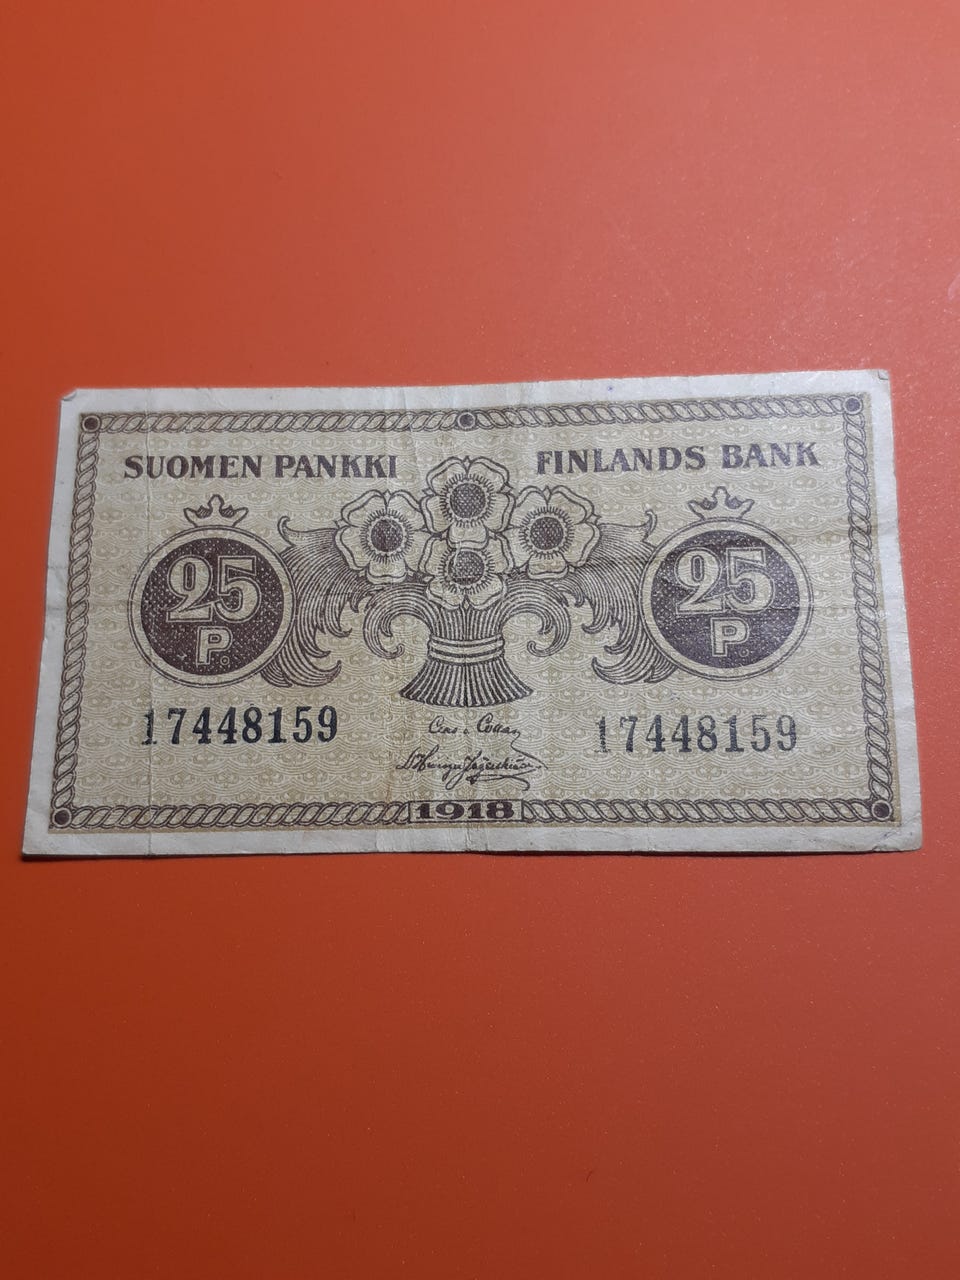 SUOMEN PANKKI
FINLANDS BANK
25
P
25
P
17448159
17448159
1918